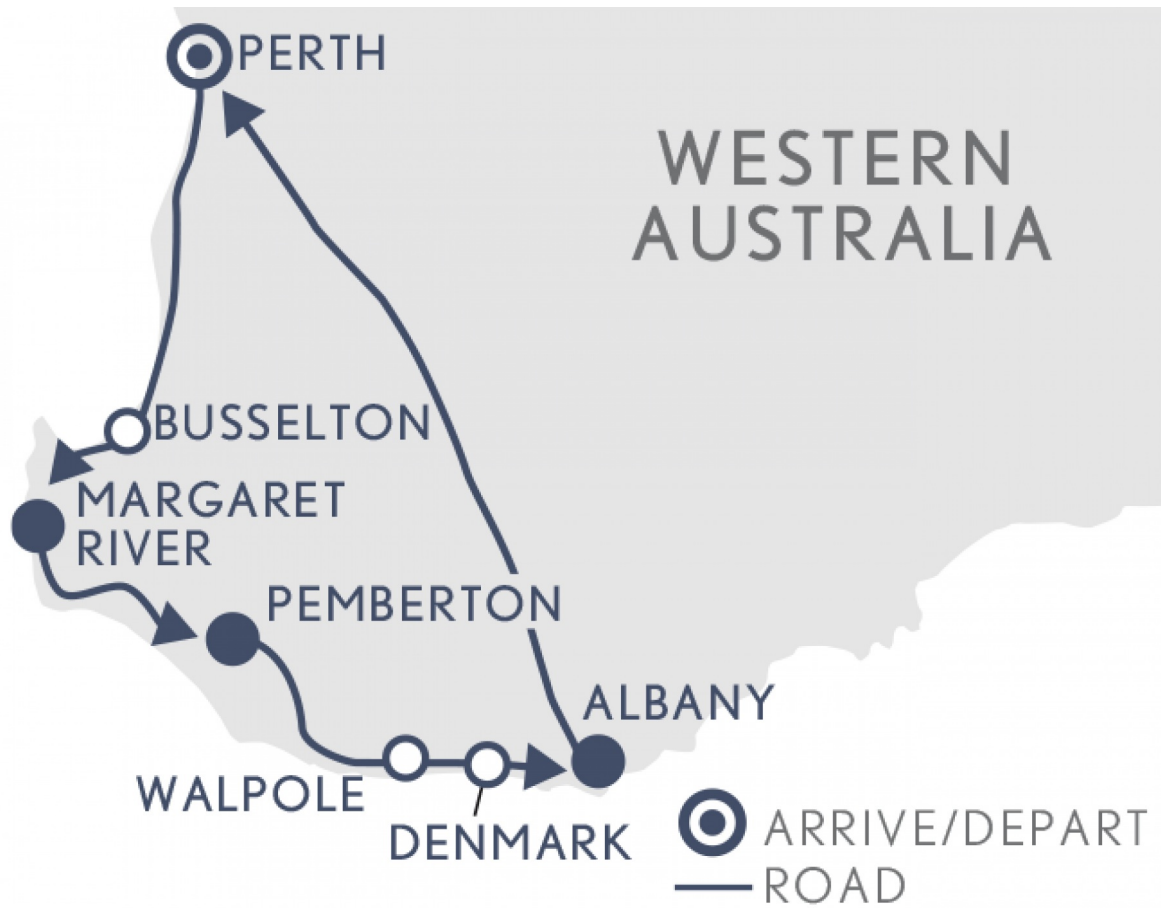 PERTH
WESTERN
AUSTRALIA
BUSSELTON
MARGARET
RIVER
PEMBERTON
ALBANY
WALPOLE
DENMARK
ARRIVE/DEPART
ROAD